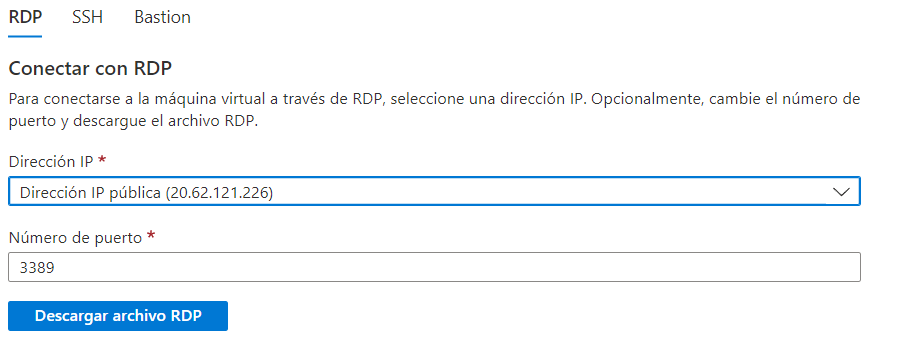 RDP SSH Bastion
Conectar con RDP
Para conectarse a la máquina virtual a través de RDP, seleccione una dirección IP. Opcionalmente, cambie el número de
puerto y descargue el archivo RDP.
Dirección IP *
Dirección IP pública (20.62.121.226)
Número de puerto *
3389
Descargar archivo RDP